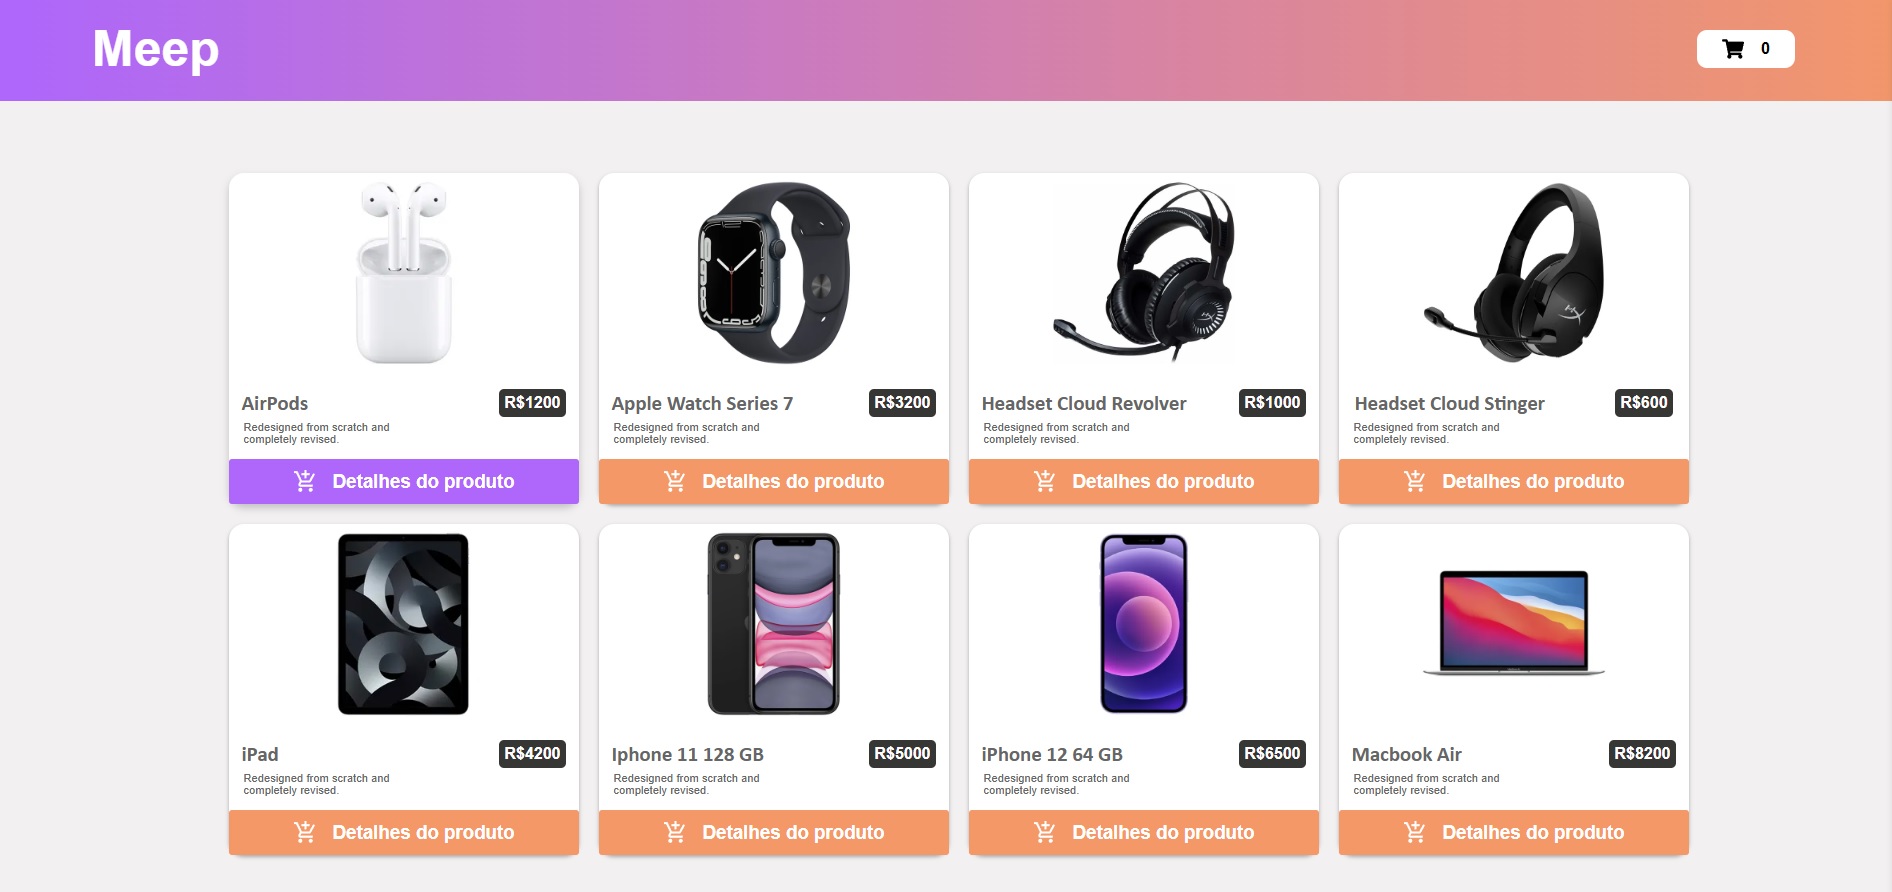 Meep
0
AirPods
R$1200
Redesigned from scratch and
completely revised.
Detalhes do produto
Apple Watch Series 7
R$3200
Redesigned from scratch and
completely revised.
Detalhes do produto
Headset Cloud Revolver
R$1000
Redesigned from scratch and
completely revised.
Detalhes do produto
Headset Cloud Stinger
R$600
Redesigned from scratch and
completely revised.
Detalhes do produto
iPad
R$4200
Redesigned from scratch and
completely revised.
Detalhes do produto
Iphone 11 128 GB
R$5000
Redesigned from scratch and
completely revised.
Detalhes do produto
iPhone 12 64 GB
R$6500
Redesigned from scratch and
completely revised.
Detalhes do produto
Macbook Air
R$8200
Redesigned from scratch and
completely revised.
Detalhes do produto